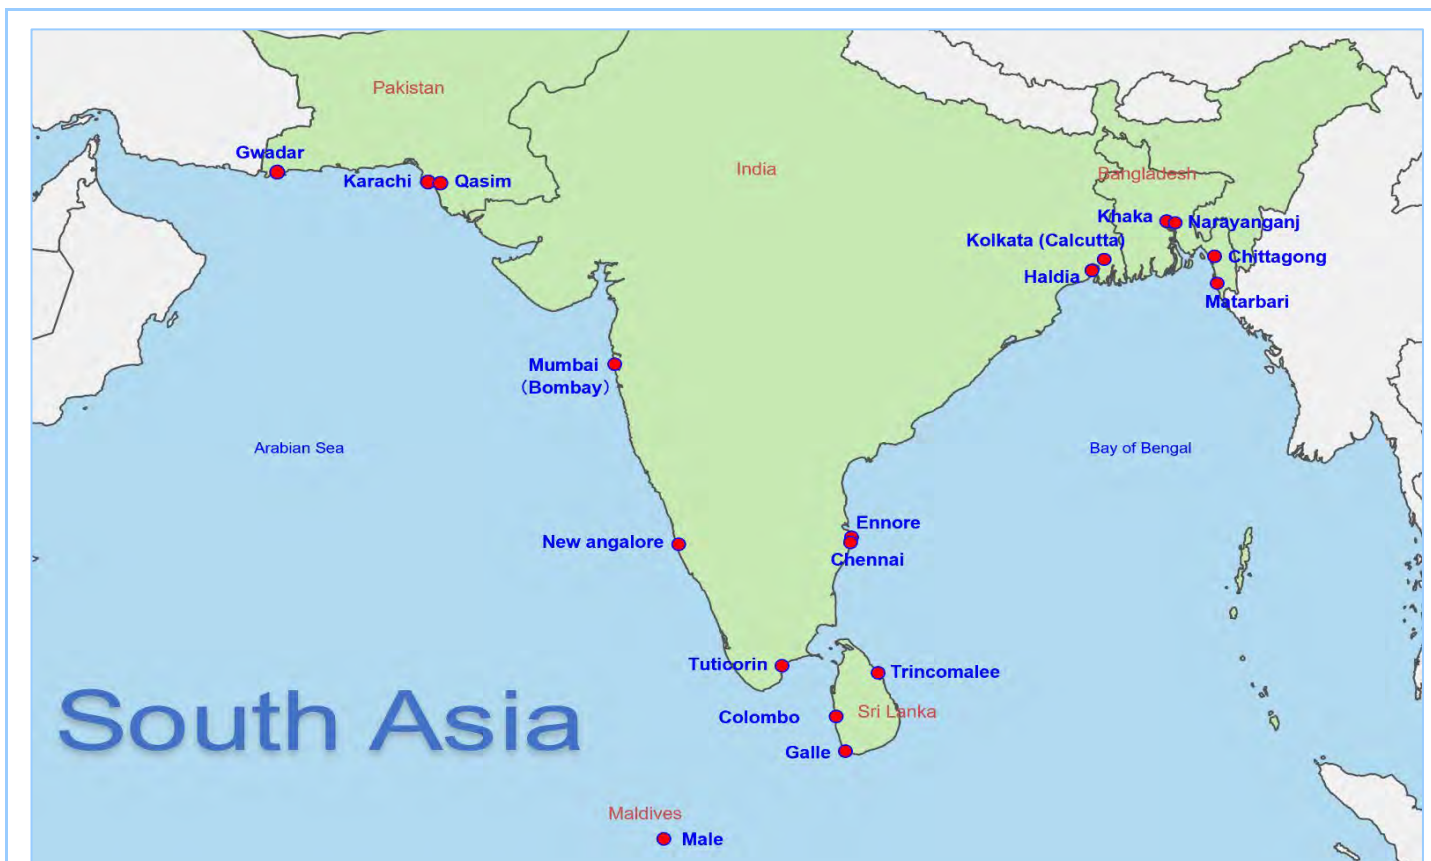 Pakistan
Gwadar
Karachi
Qasim
India
Bangladesh
Khaka
Narayanganj
Kolkata (Calcutta)
Chittagong
Haldia
Matarbari
Mumbai
（Bombay）
Arabian Sea
Bay of Bengal
Ennore
New angalore
Chennai
Tuticorin
Trincomalee
South Asia
Colombo
Sri Lanka
Galle
Maldives
Male